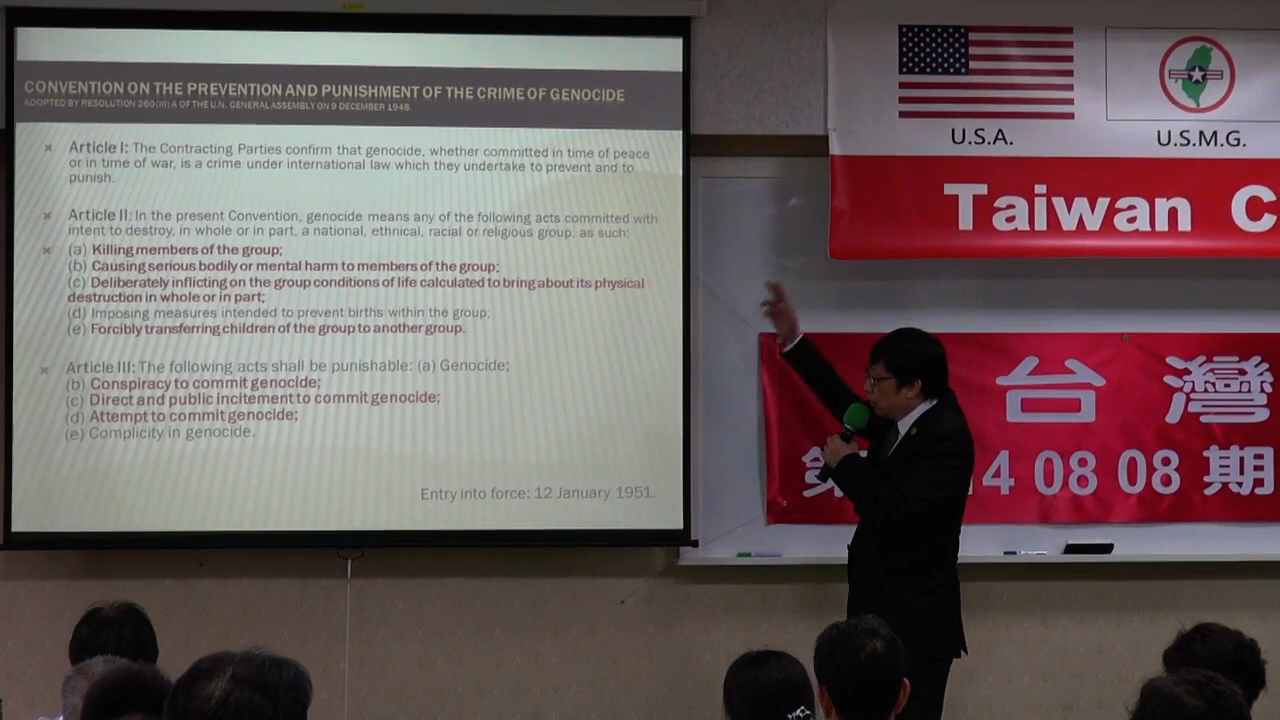 CONVENTION ON THE PREVENTION AND PUNISHMENT OF THE CRIME OF GENOCIDE
ADOPTED BY RESOLUTION 260 (III) A OF THE U.N. GENERAL ASSEMBLY ON 9 DECEMBER 1948.
Article I: The Contracting Parties confirm that genocide, whether committed in time of peace
or in time of war, is a crime under international law which they undertake to prevent and to
punish.
Article II: In the present Convention, genocide means any of the following acts committed with
intent to destroy, in whole or in part, a national, ethnical, racial or religious group, as such:
(a) Killing members of the group;
(b) Causing serious bodily or mental harm to members of the group;
(c) Deliberately inflicting on the group conditions of life calculated to bring about its physical
destruction in whole or in part;
(d) Imposing measures intended to prevent births within the group;
(e) Forcibly transferring children of the group to another group.
Article III: The following acts shall be punishable: (a) Genocide;
(b) Conspiracy to commit genocide;
(c) Direct and public incitement to commit genocide;
(d) Attempt to commit genocide;
(e) Complicity in genocide.
Entry into force: 12 January 1951.
U.S.A.
U.S.M.G.
Taiwan C
台灣
第 4 08 08 期